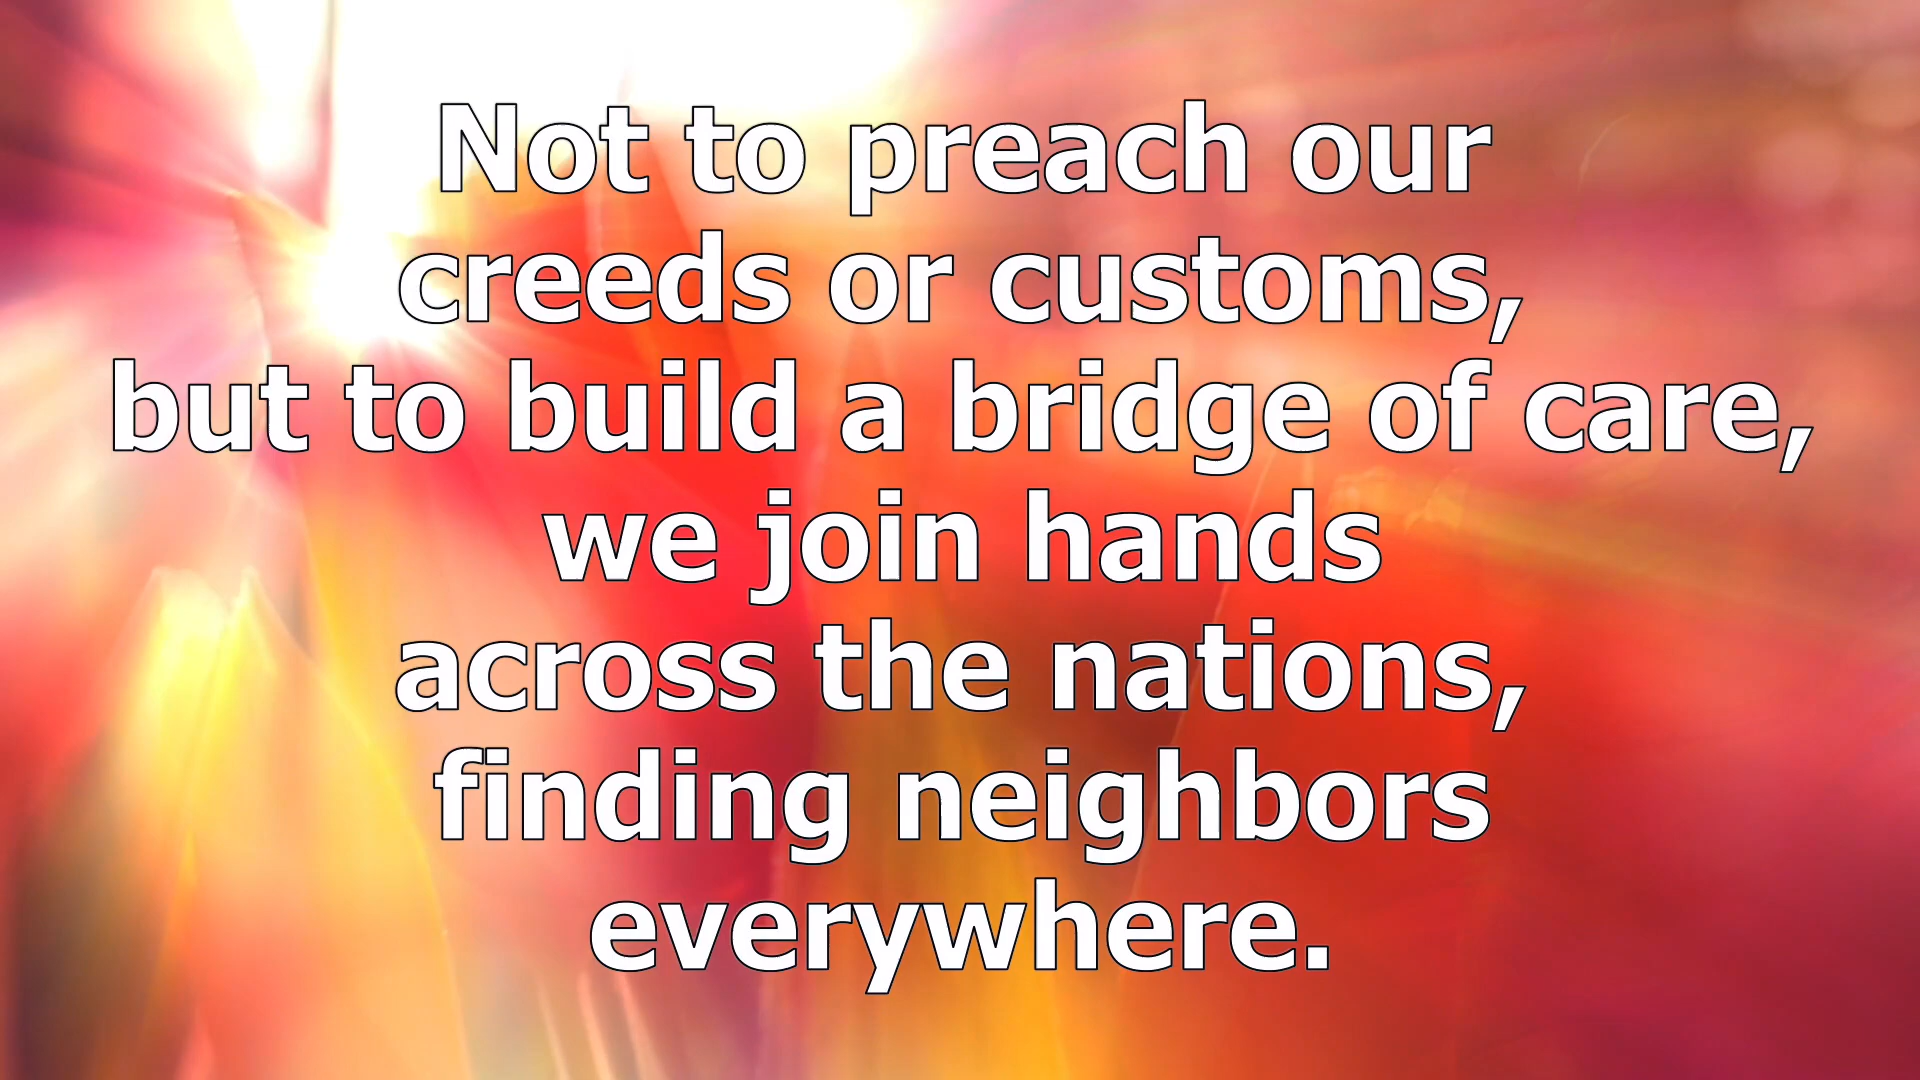 Not to preach our
creeds or customs,
but to build a bridge of care,
we join hands
across the nations,
finding neighbors
everywhere.